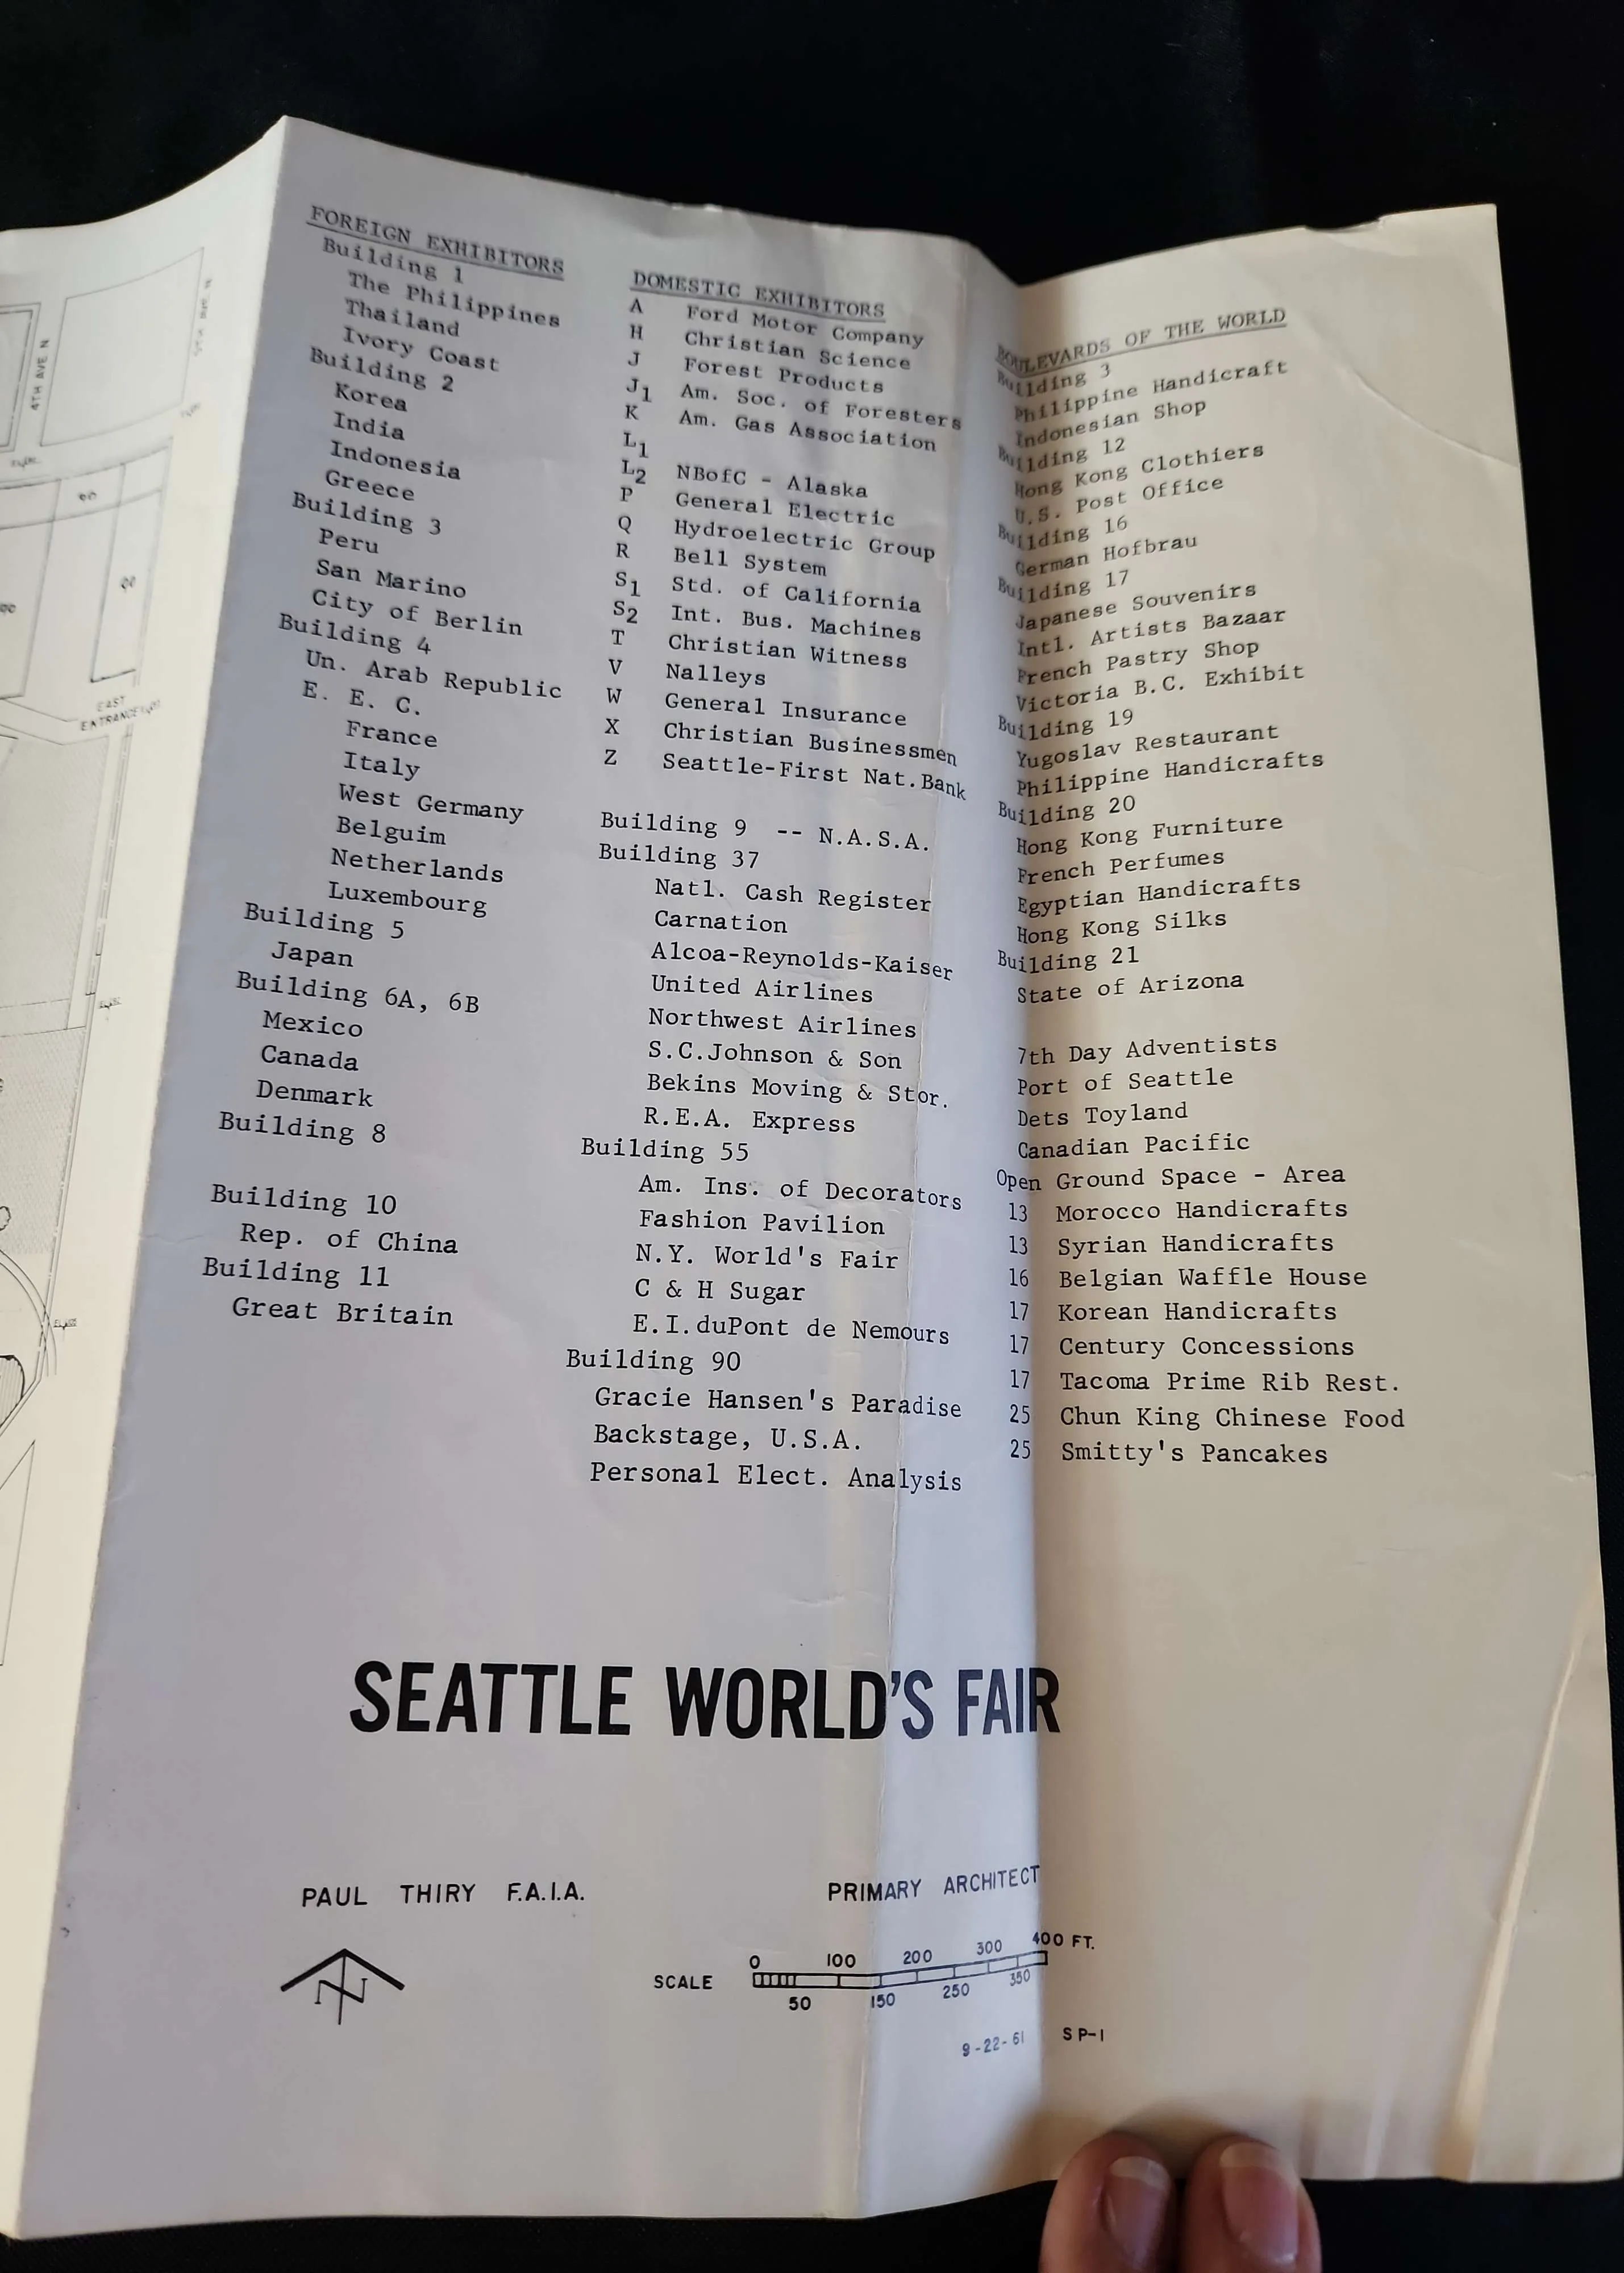 4TH AVE N
EAST
ENTRANCE
FOREIGN EXHIBITORS
Building 1
The Philippines
Thailand
Ivory Coast
Building 2
Korea
India
Indonesia
Greece
Building 3
Peru
San Marino
City of Berlin
Building 4
Un. Arab Republic
E. E. C.
France
Italy
West Germany
Belguim
Netherlands
Luxembourg
Building 5
Japan
Building 6A, 6B
Mexico
Canada
Denmark
Building 8
Building 10
Rep. of China
Building 11
Great Britain
DOMESTIC EXHIBITORS
A Ford Motor Company
H Christian Science
J Forest Products
J1 Am. Soc. of Foresters
K Am. Gas Association
L1
L2 NBofC - Alaska
P General Electric
Q Hydroelectric Group
R Bell System
S1 Std. of California
S2 Int. Bus. Machines
T Christian Witness
V Nalleys
W General Insurance
X Christian Businessmen
Z Seattle-First Nat.Bank
Building 9 -- N.A.S.A.
Building 37
Natl. Cash Register
Carnation
Alcoa-Reynolds-Kaiser
United Airlines
Northwest Airlines
S.C.Johnson & Son
Bekins Moving & Stor.
R.E.A. Express
Building 55
Am. Ins. of Decorators
Fashion Pavilion
N.Y. World's Fair
C & H Sugar
E.I.duPont de Nemours
Building 90
Gracie Hansen's Paradise
Backstage, U.S.A.
Personal Elect. Analysis
BOULEVARDS OF THE WORLD
Building 3
Philippine Handicraft
Indonesian Shop
Building 12
Hong Kong Clothiers
U.S. Post Office
Building 16
German Hofbrau
Building 17
Japanese Souvenirs
Intl. Artists Bazaar
French Pastry Shop
Victoria B.C. Exhibit
Building 19
Yugoslav Restaurant
Philippine Handicrafts
Building 20
Hong Kong Furniture
French Perfumes
Egyptian Handicrafts
Hong Kong Silks
Building 21
State of Arizona
7th Day Adventists
Port of Seattle
Dets Toyland
Canadian Pacific
Open Ground Space - Area
13 Morocco Handicrafts
13 Syrian Handicrafts
16 Belgian Waffle House
17 Korean Handicrafts
17 Century Concessions
17 Tacoma Prime Rib Rest.
25 Chun King Chinese Food
25 Smitty's Pancakes
SEATTLE WORLD'S FAIR
PAUL THIRY F.A.I.A. PRIMARY ARCHITECT
N
SCALE
0 100 200 300 400 FT.
50 150 250 350
9-22-61 SP-1